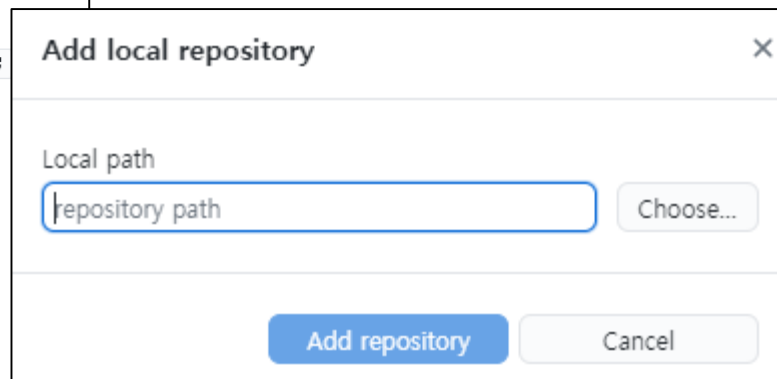 Add local repository
Local path
repository path
Choose...
Add repository
Cancel